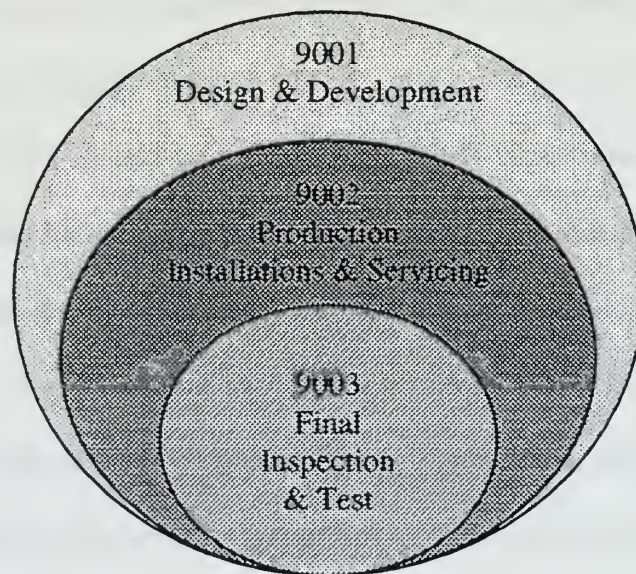 9001
Design & Development
9002
Production
Installations & Servicing
9003
Final
Inspection
& Test